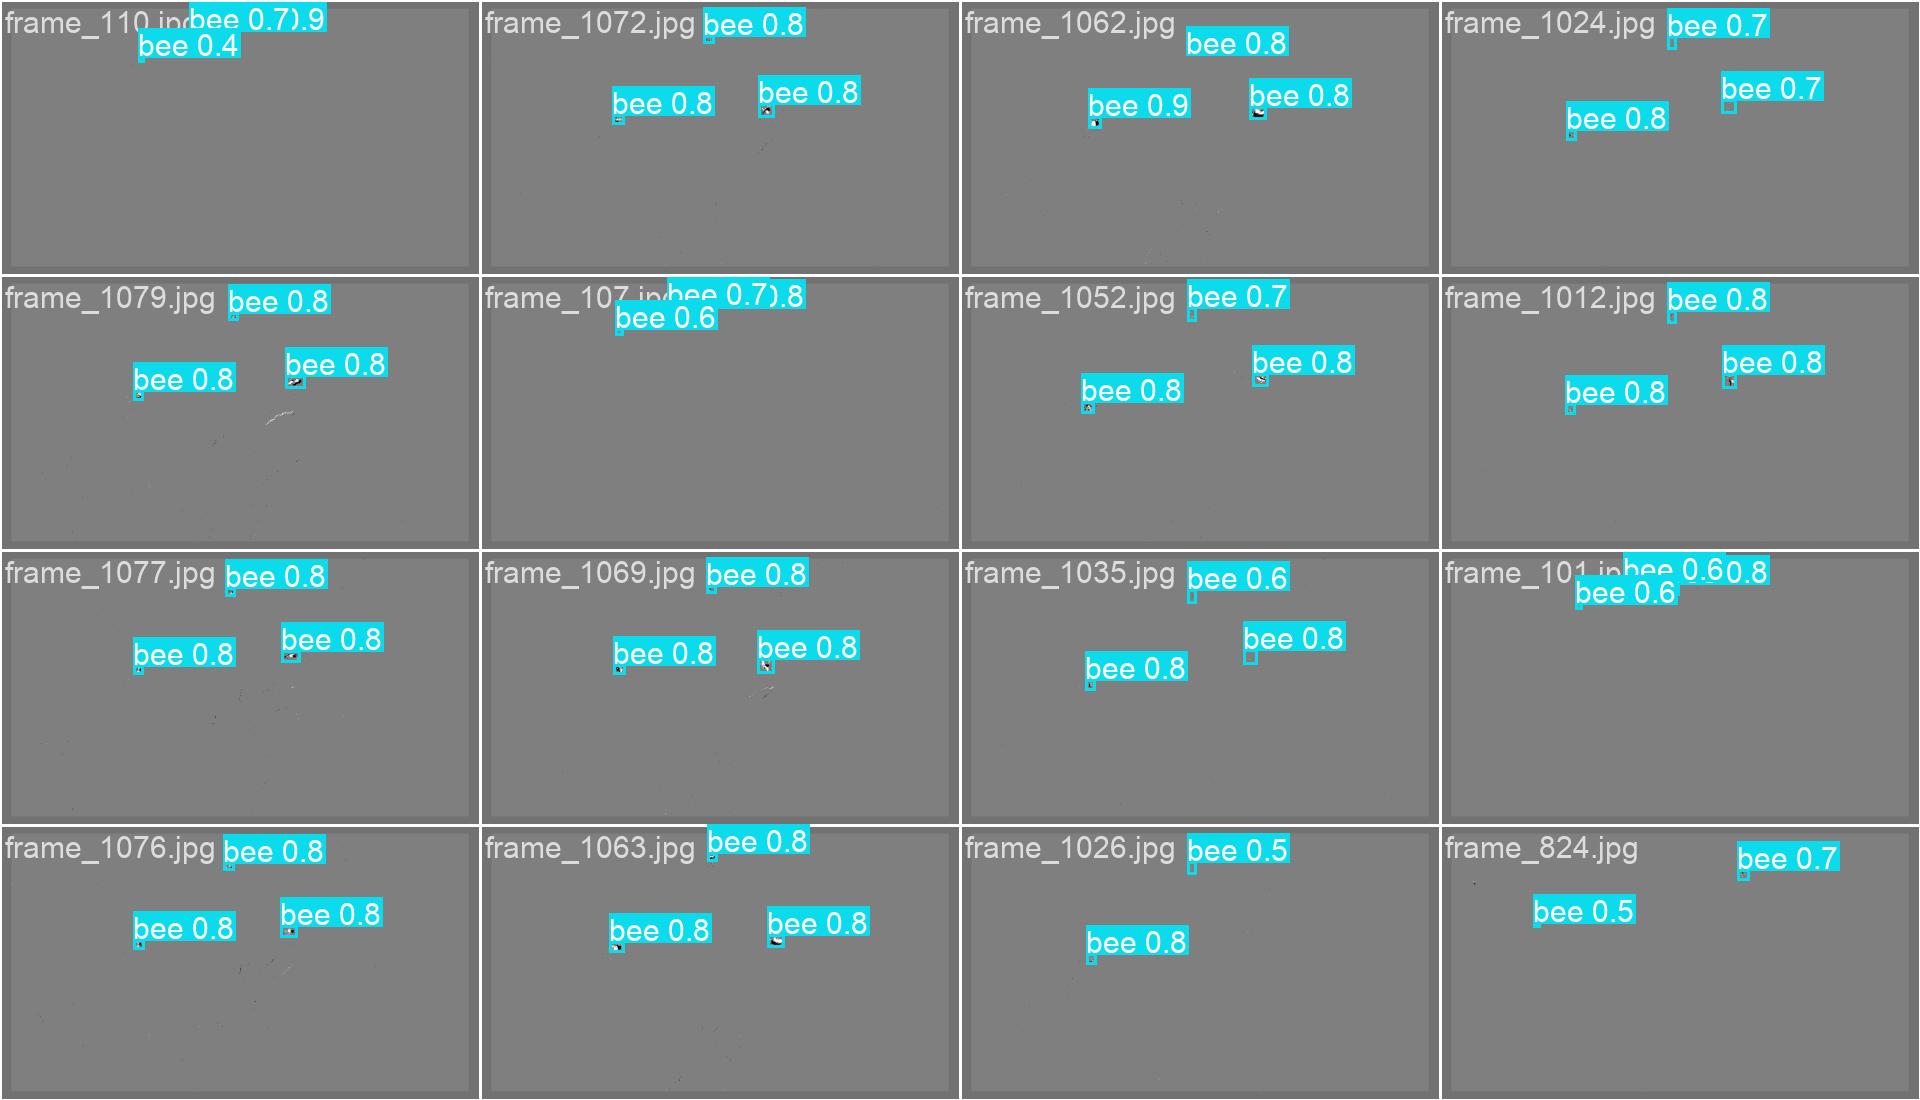 frame_110.jpg bee 0.7).9
bee 0.4
frame_1072.jpg bee 0.8
bee 0.8
bee 0.8
frame_1062.jpg
bee 0.8
bee 0.8
bee 0.9
frame_1024.jpg bee 0.7
bee 0.7
bee 0.8
frame_1079.jpg bee 0.8
bee 0.8
bee 0.8
frame_107.jpg bee 0.7).8
bee 0.6
frame_1052.jpg bee 0.7
bee 0.8
bee 0.8
frame_1012.jpg bee 0.8
bee 0.8
bee 0.8
frame_1077.jpg bee 0.8
bee 0.8
bee 0.8
frame_1069.jpg bee 0.8
bee 0.8
bee 0.8
frame_1035.jpg bee 0.6
bee 0.8
bee 0.8
frame_101.jp bee 0.6 0.8
bee 0.6
frame_1076.jpg bee 0.8
bee 0.8
bee 0.8
frame_1063.jpg bee 0.8
bee 0.8
bee 0.8
frame_1026.jpg bee 0.5
bee 0.8
frame_824.jpg bee 0.7
bee 0.5